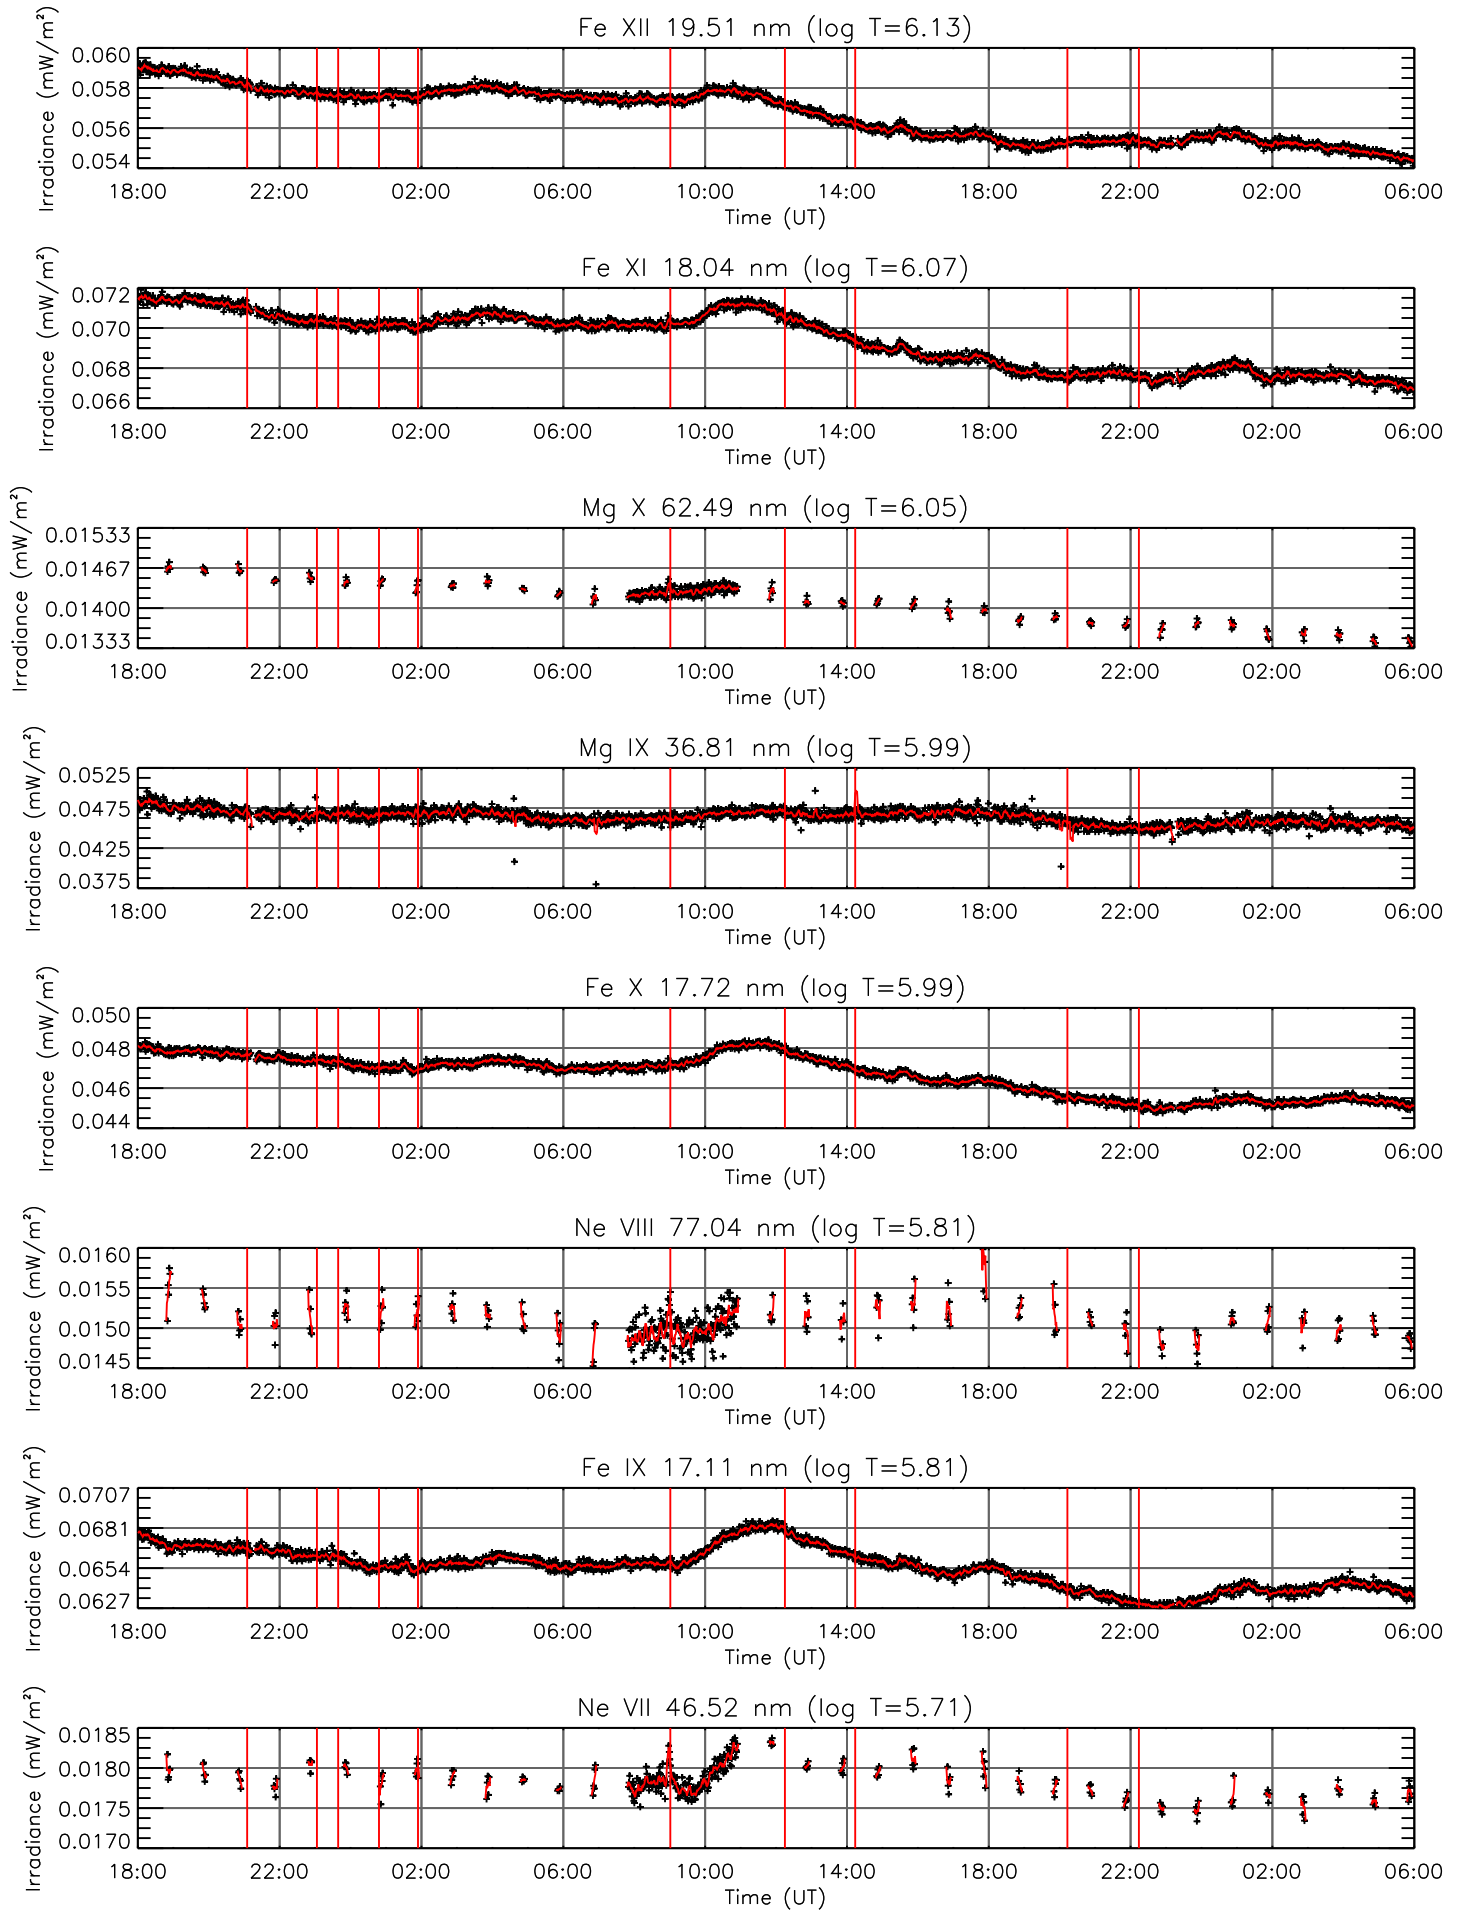 Fe XII 19.51 nm (log T=6.13)
Irradiance (mW/m²)
0.060
0.058
0.056
0.054
18:00 22:00 02:00 06:00 10:00 14:00 18:00 22:00 02:00 06:00
Time (UT)
Fe XI 18.04 nm (log T=6.07)
Irradiance (mW/m²)
0.072
0.070
0.068
0.066
18:00 22:00 02:00 06:00 10:00 14:00 18:00 22:00 02:00 06:00
Time (UT)
Mg X 62.49 nm (log T=6.05)
Irradiance (mW/m²)
0.01533
0.01467
0.01400
0.01333
18:00 22:00 02:00 06:00 10:00 14:00 18:00 22:00 02:00 06:00
Time (UT)
Mg IX 36.81 nm (log T=5.99)
Irradiance (mW/m²)
0.0525
0.0475
0.0425
0.0375
18:00 22:00 02:00 06:00 10:00 14:00 18:00 22:00 02:00 06:00
Time (UT)
Fe X 17.72 nm (log T=5.99)
Irradiance (mW/m²)
0.050
0.048
0.046
0.044
18:00 22:00 02:00 06:00 10:00 14:00 18:00 22:00 02:00 06:00
Time (UT)
Ne VIII 77.04 nm (log T=5.81)
Irradiance (mW/m²)
0.0160
0.0155
0.0150
0.0145
18:00 22:00 02:00 06:00 10:00 14:00 18:00 22:00 02:00 06:00
Time (UT)
Fe IX 17.11 nm (log T=5.81)
Irradiance (mW/m²)
0.0707
0.0681
0.0654
0.0627
18:00 22:00 02:00 06:00 10:00 14:00 18:00 22:00 02:00 06:00
Time (UT)
Ne VII 46.52 nm (log T=5.71)
Irradiance (mW/m²)
0.0185
0.0180
0.0175
0.0170
18:00 22:00 02:00 06:00 10:00 14:00 18:00 22:00 02:00 06:00
Time (UT)